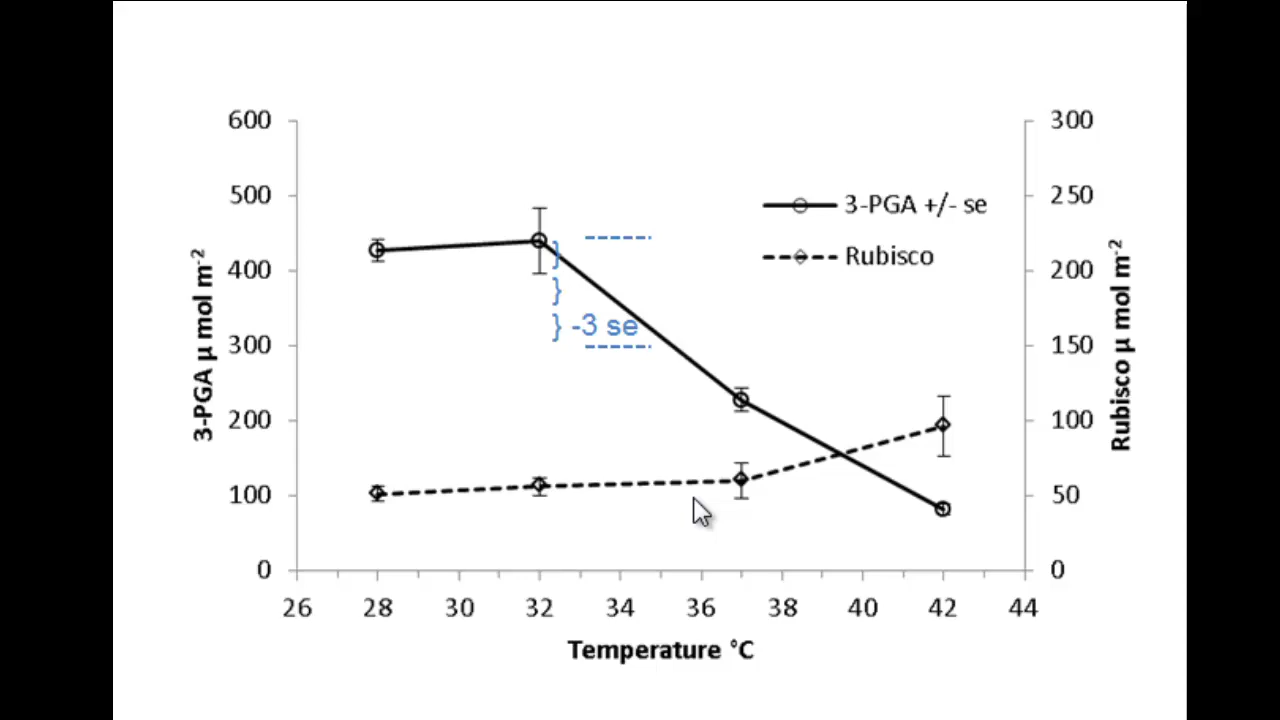 600
500
400
300
200
100
0
3-PGA µ mol m-2
300
250
200
150
100
50
0
Rubisco µ mol m-2
3-PGA +/- se
Rubisco
} 
}
} -3 se
26 28 30 32 34 36 38 40 42 44
Temperature °C